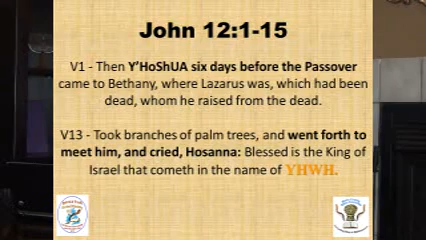 John 12:1-15
V1 - Then Y'HoShUA six days before the Passover
came to Bethany, where Lazarus was, which had been
dead, whom he raised from the dead.
V13 - Took branches of palm trees, and went forth to
meet him, and cried, Hosanna: Blessed is the King of
Israel that cometh in the name of YHWH.